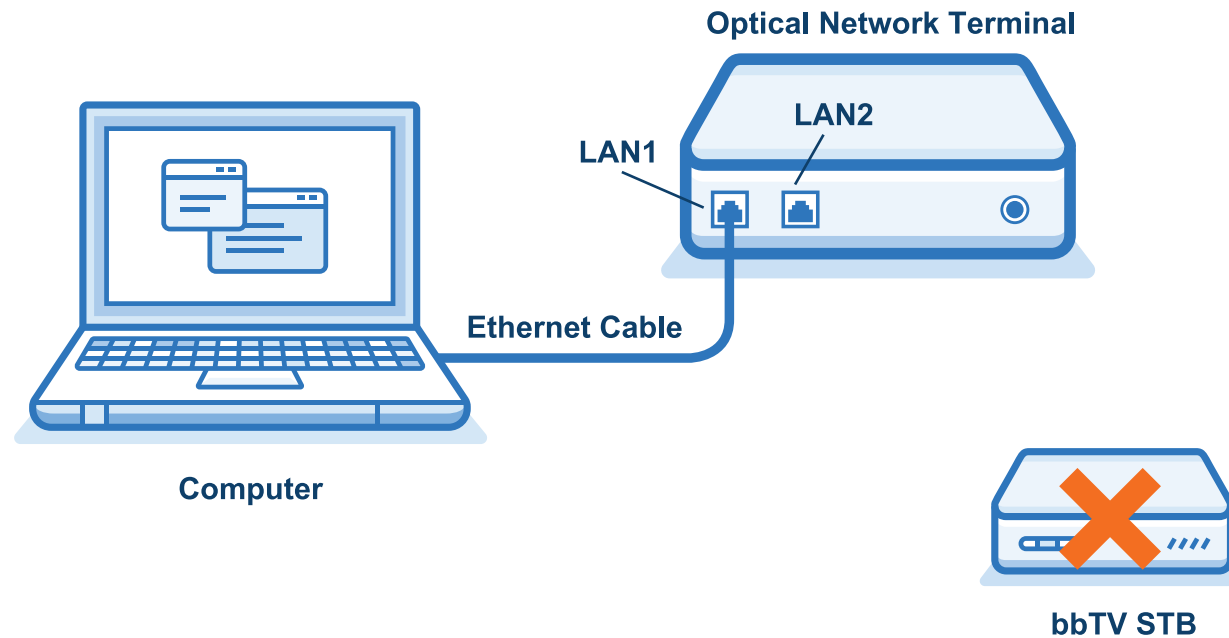 Optical Network Terminal
LAN2
LAN1
Ethernet Cable
Computer
bbTV STB